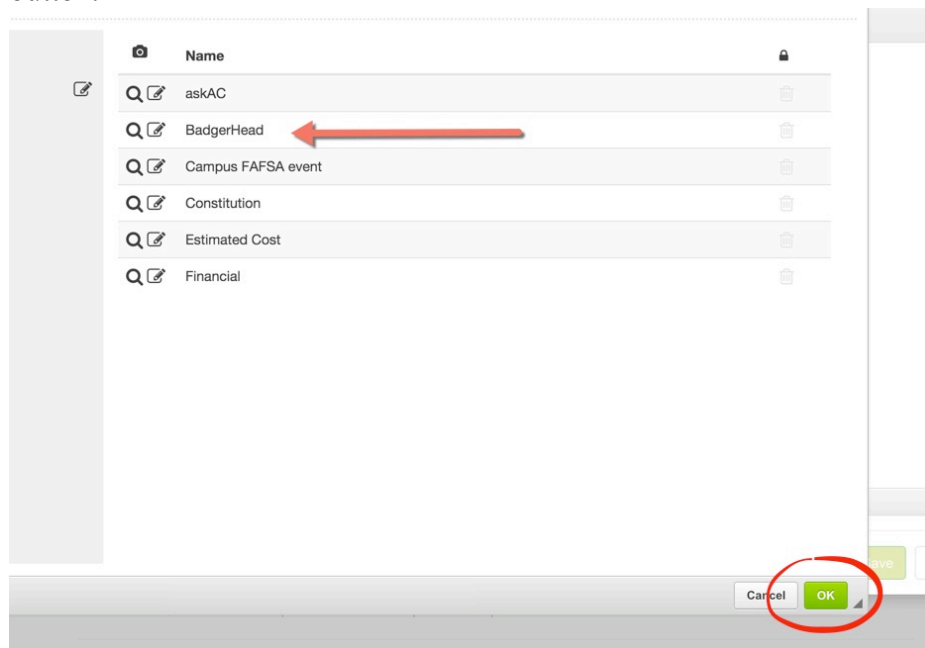 Name
askAC
BadgerHead
Campus FAFSA event
Constitution
Estimated Cost
Financial
Cancel OK